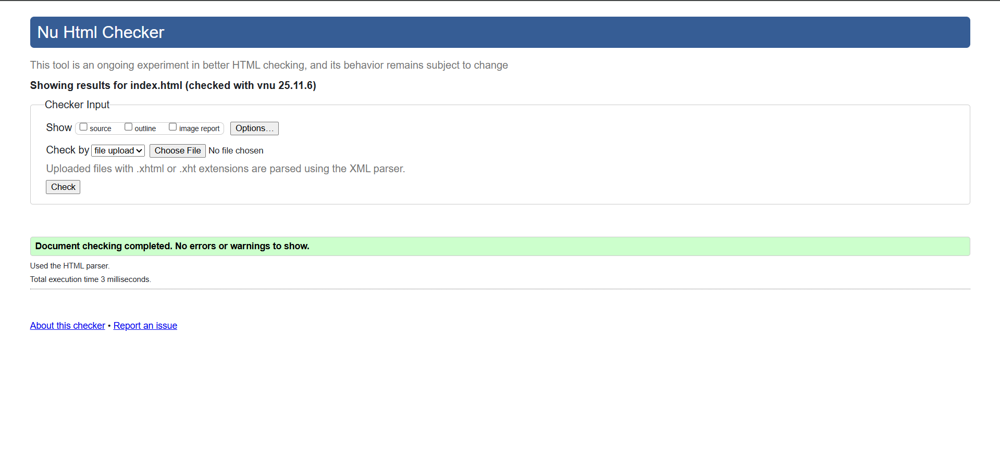 Nu Html Checker
This tool is an ongoing experiment in better HTML checking, and its behavior remains subject to change
Showing results for index.html (checked with vnu 25.11.6)
Checker Input
Show source outline image report Options…
Check by file upload Choose File No file chosen
Uploaded files with .xhtml or .xht extensions are parsed using the XML parser.
Check
Document checking completed. No errors or warnings to show.
Used the HTML parser.
Total execution time 3 milliseconds.
About this checker • Report an issue